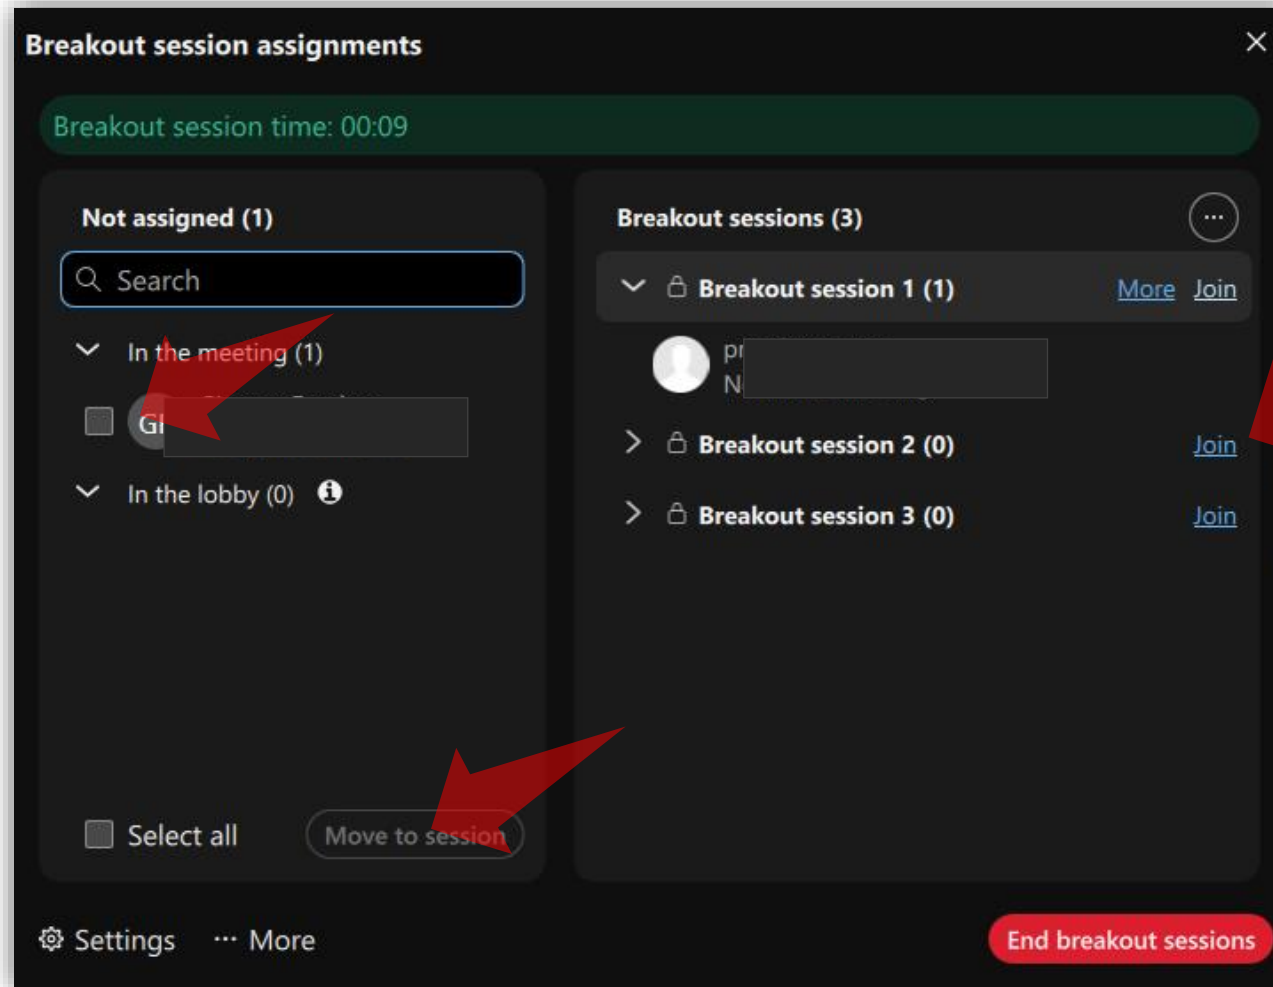 Breakout session assignments
Breakout session time: 00:09
Not assigned (1)
Search
In the meeting (1)
In the lobby (0)
Select all
Move to session
Breakout sessions (3)
Breakout session 1 (1) More Join
Breakout session 2 (0) Join
Breakout session 3 (0) Join
Settings ··· More
End breakout sessions